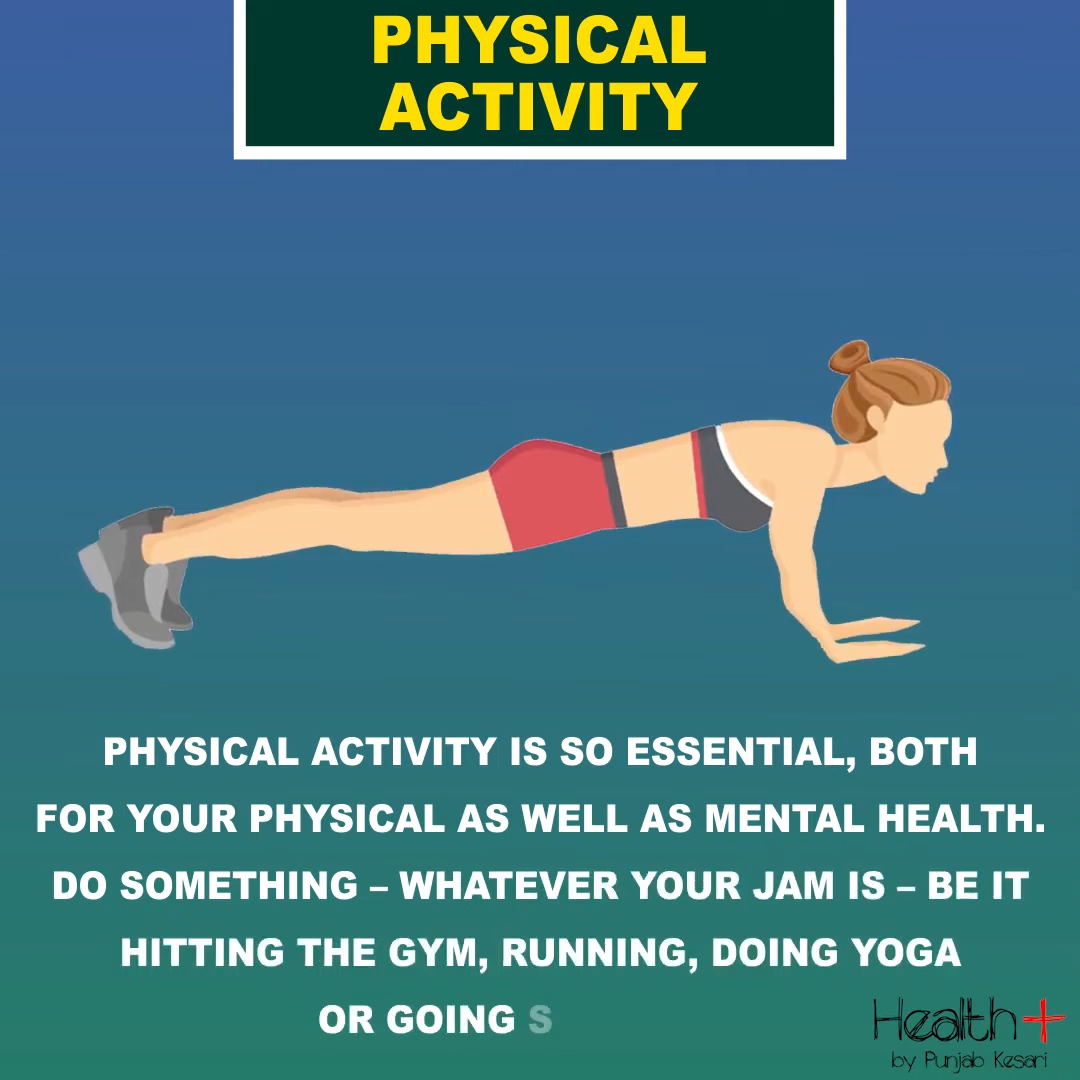 PHYSICAL
ACTIVITY
PHYSICAL ACTIVITY IS SO ESSENTIAL, BOTH
FOR YOUR PHYSICAL AS WELL AS MENTAL HEALTH.
DO SOMETHING – WHATEVER YOUR JAM IS – BE IT
HITTING THE GYM, RUNNING, DOING YOGA
OR GOING S
Health+
by Punjab Kesari